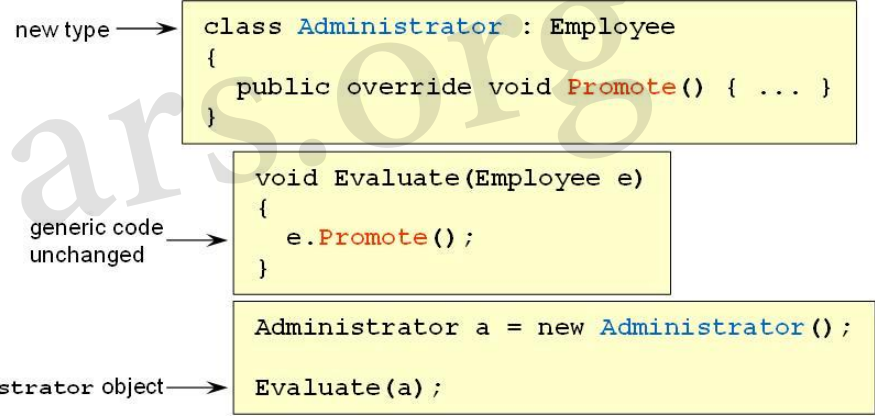 new type
class Administrator : Employee
{
public override void Promote() { ... }
}
generic code
unchanged
void Evaluate(Employee e)
{
e.Promote();
}
Administrator a = new Administrator();
strator object
Evaluate(a);
ars.org